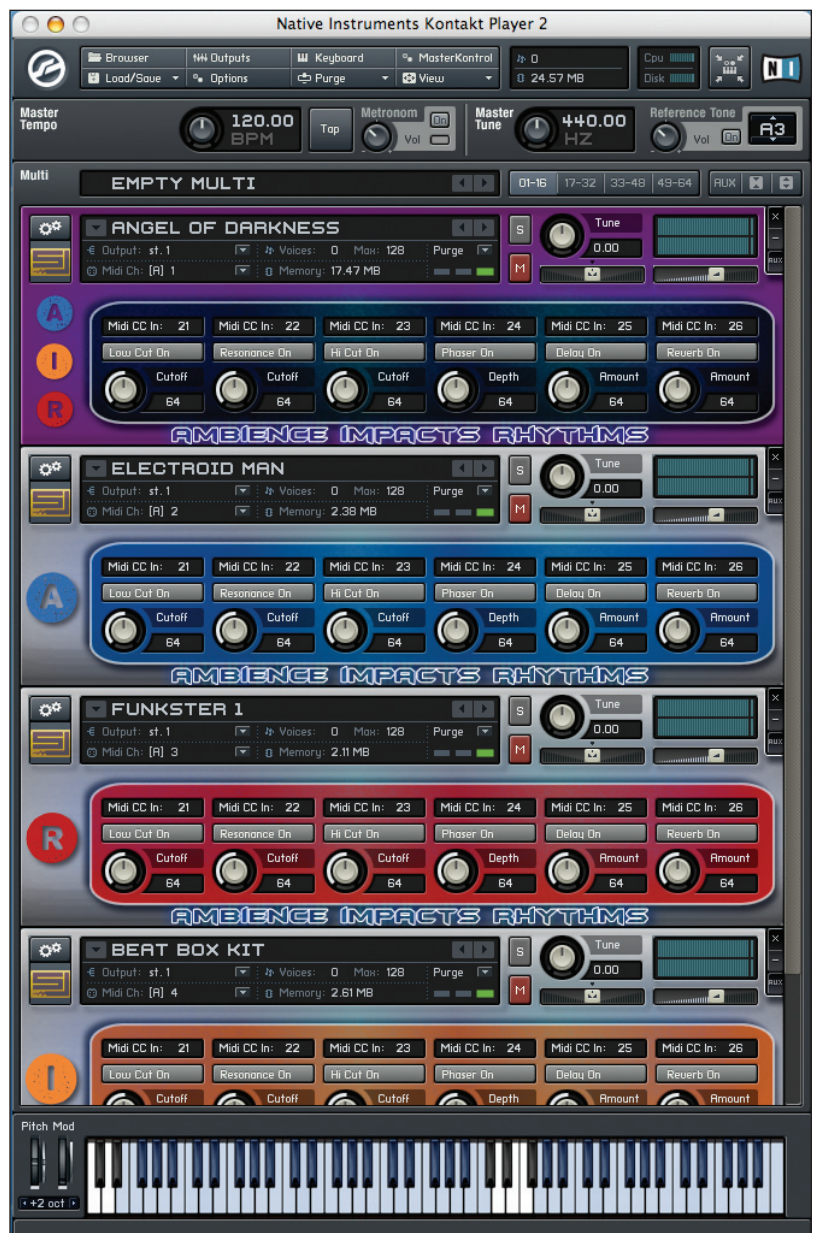 Native Instruments Kontakt Player 2
Browser Outputs Keyboard MasterKontrol 0 Cpu
Load/Save Options Purge View 24.57 MB Disk
NI
Master Tempo 120.00 BPM Tap Metronom On Vol Master Tune 440.00 HZ Reference Tone Vol On A3
Multi EMPTY MULTI 01-16 17-32 33-48 49-64 AUX
ANGEL OF DARKNESS S Tune
Output: st. 1 Voices: 0 Max: 128 Purge 0.00
Midi Ch: [A] 1 Memory: 17.47 MB M AUX
A
I
R
Midi CC In: 21 Midi CC In: 22 Midi CC In: 23 Midi CC In: 24 Midi CC In: 25 Midi CC In: 26
Low Cut On Resonance On Hi Cut On Phaser On Delay On Reverb On
Cutoff Cutoff Cutoff Depth Amount Amount
64 64 64 64 64 64
AMBIENCE IMPACTS RHYTHMS
ELECTROID MAN S Tune
Output: st. 1 Voices: 0 Max: 128 Purge 0.00
Midi Ch: [A] 2 Memory: 2.38 MB M AUX
A
Midi CC In: 21 Midi CC In: 22 Midi CC In: 23 Midi CC In: 24 Midi CC In: 25 Midi CC In: 26
Low Cut On Resonance On Hi Cut On Phaser On Delay On Reverb On
Cutoff Cutoff Cutoff Depth Amount Amount
64 64 64 64 64 64
AMBIENCE IMPACTS RHYTHMS
FUNKSTER 1 S Tune
Output: st. 1 Voices: 0 Max: 128 Purge 0.00
Midi Ch: [A] 3 Memory: 2.11 MB M AUX
R
Midi CC In: 21 Midi CC In: 22 Midi CC In: 23 Midi CC In: 24 Midi CC In: 25 Midi CC In: 26
Low Cut On Resonance On Hi Cut On Phaser On Delay On Reverb On
Cutoff Cutoff Cutoff Depth Amount Amount
64 64 64 64 64 64
AMBIENCE IMPACTS RHYTHMS
BEAT BOX KIT S Tune
Output: st. 1 Voices: 0 Max: 128 Purge 0.00
Midi Ch: [A] 4 Memory: 2.61 MB M AUX
I
Midi CC In: 21 Midi CC In: 22 Midi CC In: 23 Midi CC In: 24 Midi CC In: 25 Midi CC In: 26
Low Cut On Resonance On Hi Cut On Phaser On Delay On Reverb On
Cutoff Cutoff Cutoff Depth Amount Amount
Pitch Mod
+2 oct